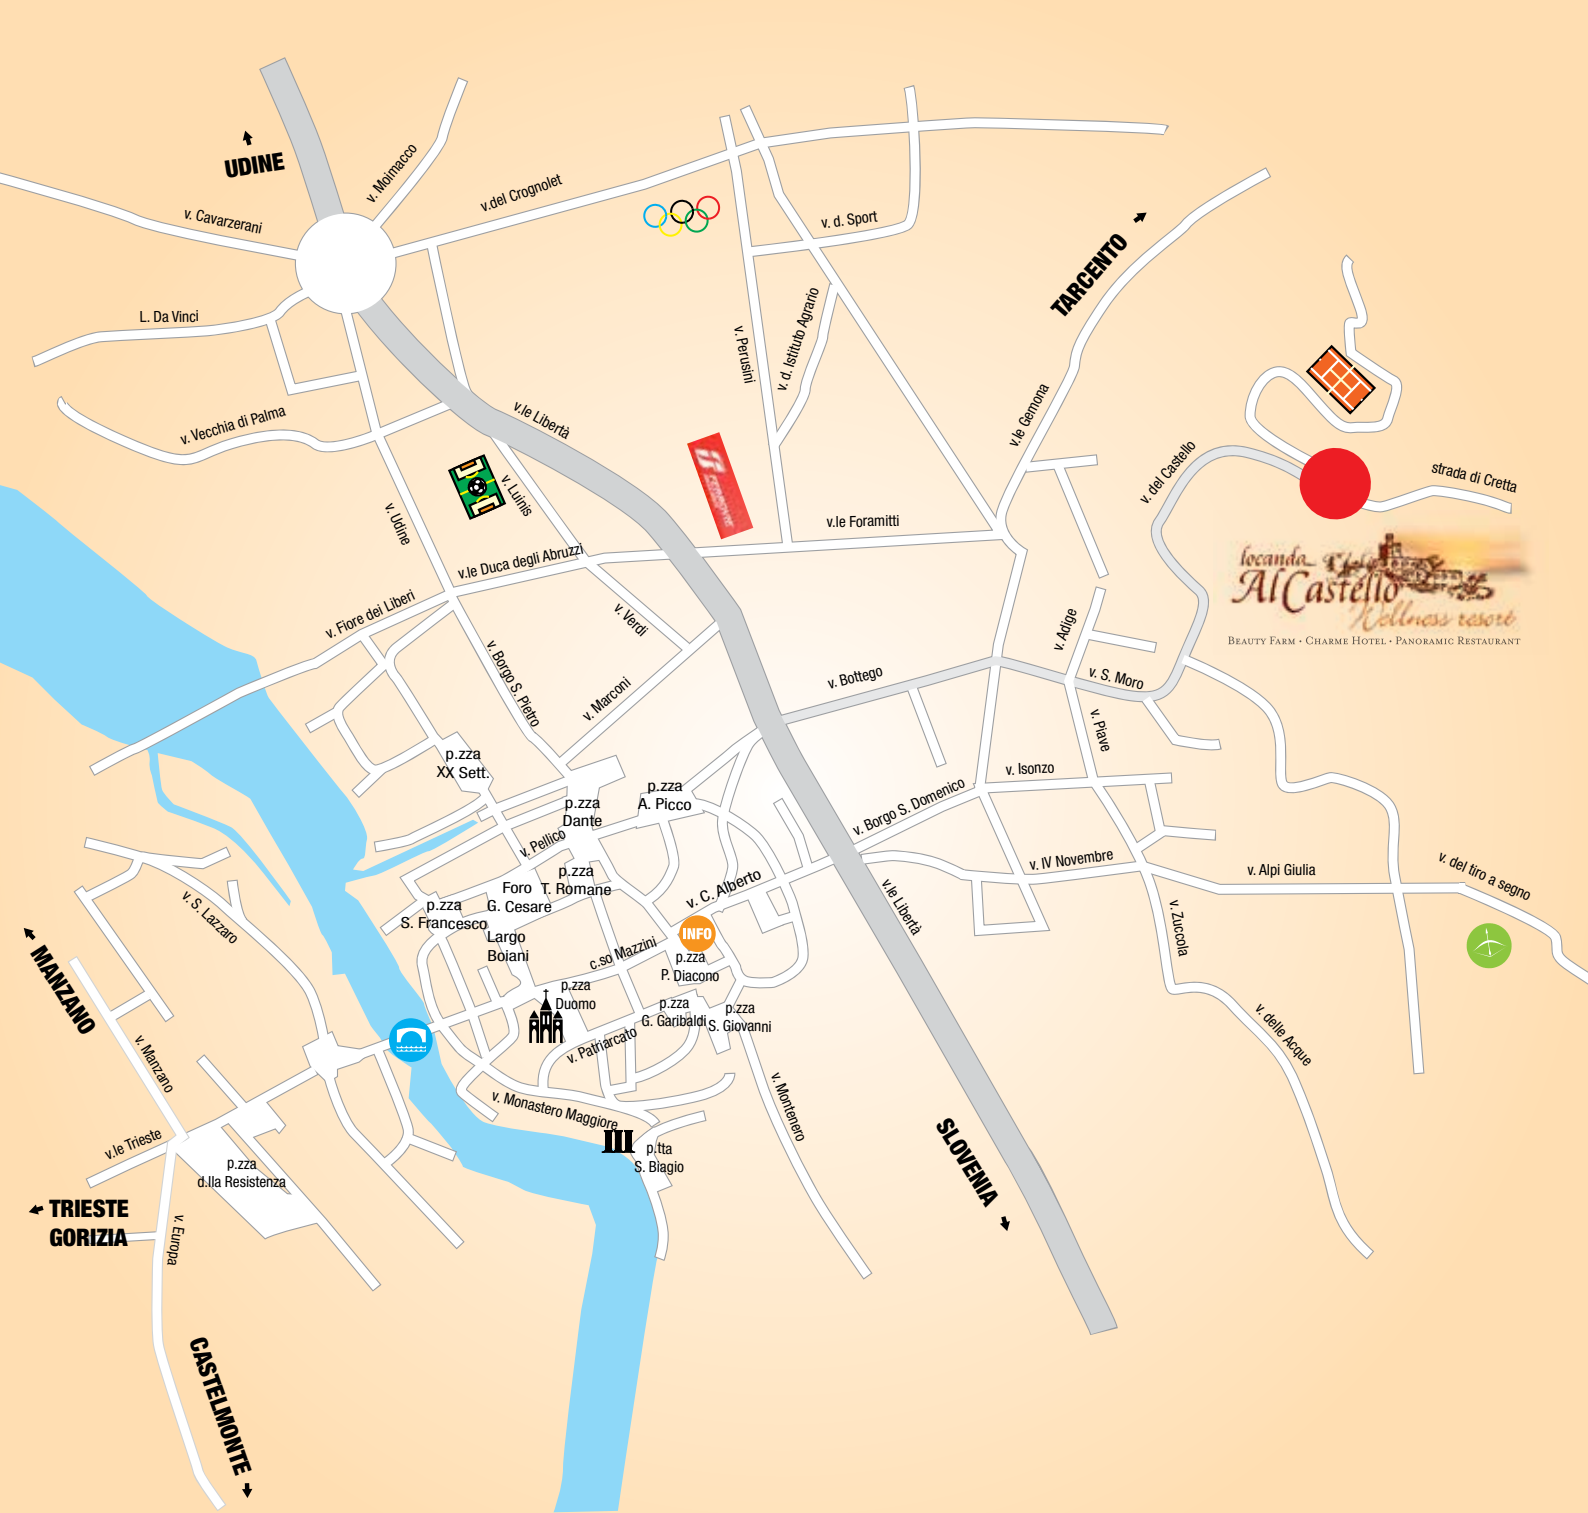 UDINE
v. Moimacco
v. Cavarzerani
v.del Crognolet
v. d. Sport
TARCENTO
L. Da Vinci
v. Perusini
v. d. Istituto Agrario
v. Vecchia di Palma
v.le Libertà
v.le Gemona
v. del Castello
strada di Cretta
v. Udine
v. Luinis
v.le Foramitti
v.le Duca degli Abruzzi
locanda
Al Castello
Wellness resort
BEAUTY FARM • CHARME HOTEL • PANORAMIC RESTAURANT
v. Fiore dei Liberi
v. Verdi
v. Adige
v. Borgo S. Pietro
v. Marconi
v. Bottego
v. S. Moro
v. Piave
p.zza
XX Sett.
v. Isonzo
p.zza
A. Picco
p.zza
Dante
v. Borgo S. Domenico
v. Pellico
v. IV Novembre
v. Alpi Giulia
v. del tiro a segno
p.zza
T. Romane
Foro
G. Cesare
v. C. Alberto
v.le Libertà
p.zza
S. Francesco
v. S. Lazzaro
v. Zuccola
INFO
Largo
Boiani
c.so Mazzini
p.zza
P. Diacono
MANZANO
p.zza
Duomo
p.zza
G. Garibaldi
p.zza
S. Giovanni
v. Patriarcato
v. delle Acque
v. Manzano
v. Monastero Maggiore
v. Montenero
v.le Trieste
p.tta
S. Biagio
p.zza
d.lla Resistenza
SLOVENIA
TRIESTE
GORIZIA
v. Europa
CASTELMONTE